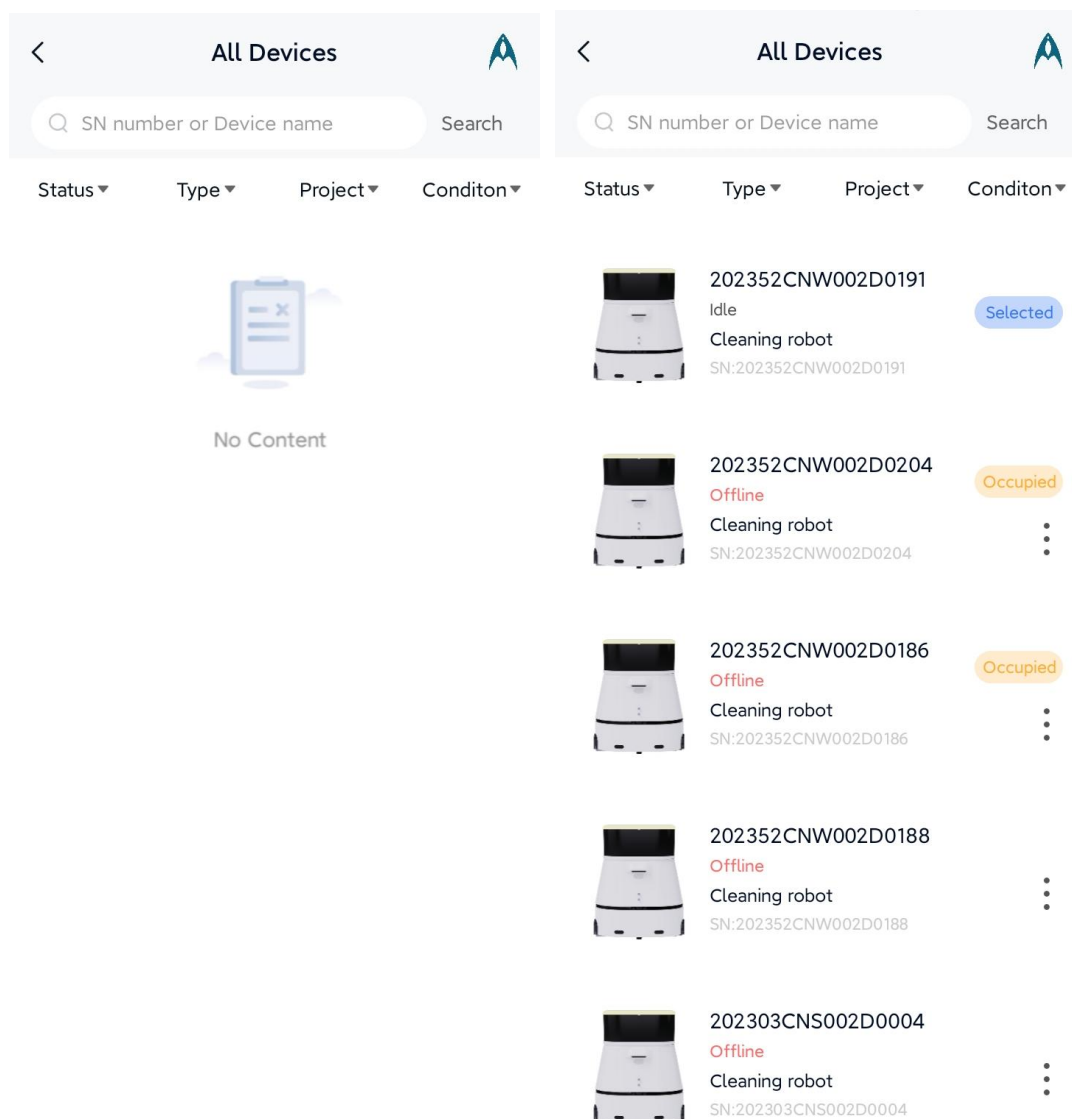 All Devices
SN number or Device name
Search
Status
Type
Project
Conditon
No Content
All Devices
SN number or Device name
Search
Status
Type
Project
Conditon
202352CNW002D0191
Idle
Selected
Cleaning robot
SN:202352CNW002D0191
202352CNW002D0204
Occupied
Offline
Cleaning robot
SN:202352CNW002D0204
202352CNW002D0186
Occupied
Offline
Cleaning robot
SN:202352CNW002D0186
202352CNW002D0188
Offline
Cleaning robot
SN:202352CNW002D0188
202303CNS002D0004
Offline
Cleaning robot
SN:202303CNS002D0004